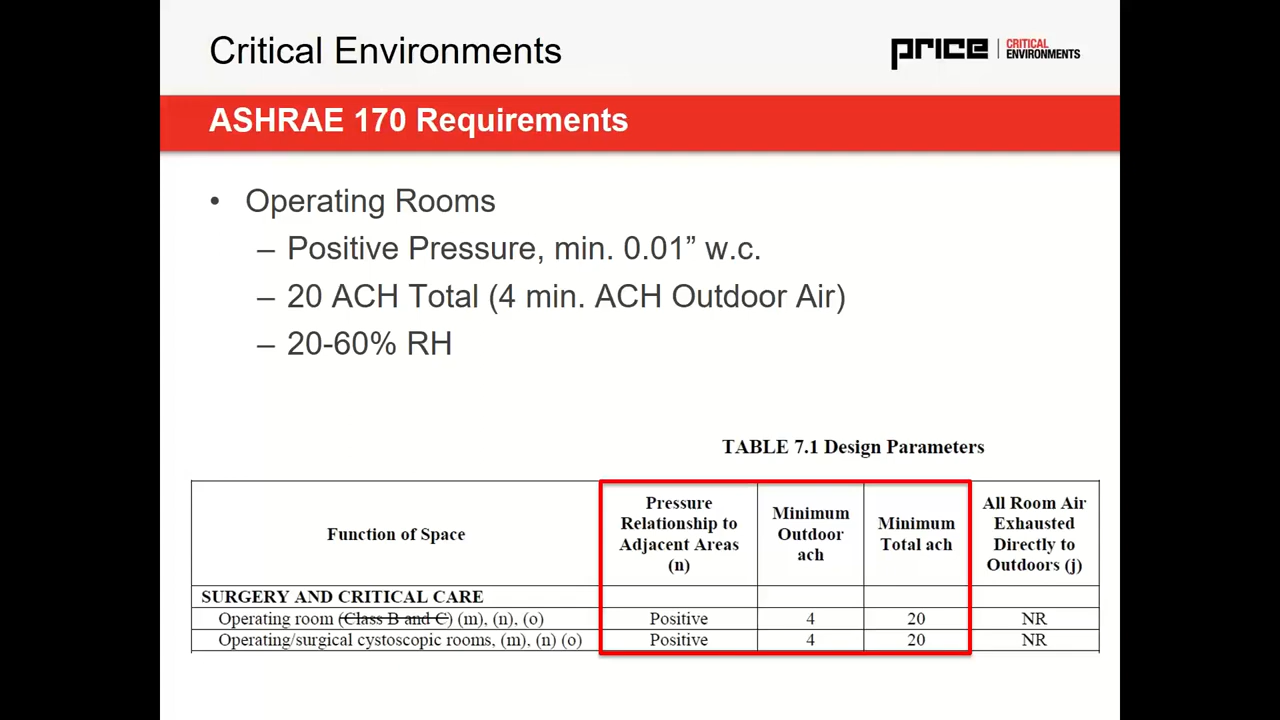 Critical Environments
price | CRITICAL ENVIRONMENTS
ASHRAE 170 Requirements
• Operating Rooms
– Positive Pressure, min. 0.01” w.c.
– 20 ACH Total (4 min. ACH Outdoor Air)
– 20-60% RH
TABLE 7.1 Design Parameters
Function of Space
Pressure
Relationship to
Adjacent Areas
(n)
Minimum
Outdoor
ach
Minimum
Total ach
All Room Air
Exhausted
Directly to
Outdoors (j)
SURGERY AND CRITICAL CARE
Operating room (Class B and C) (m), (n), (o) Positive 4 20 NR
Operating/surgical cystoscopic rooms, (m), (n) (o) Positive 4 20 NR